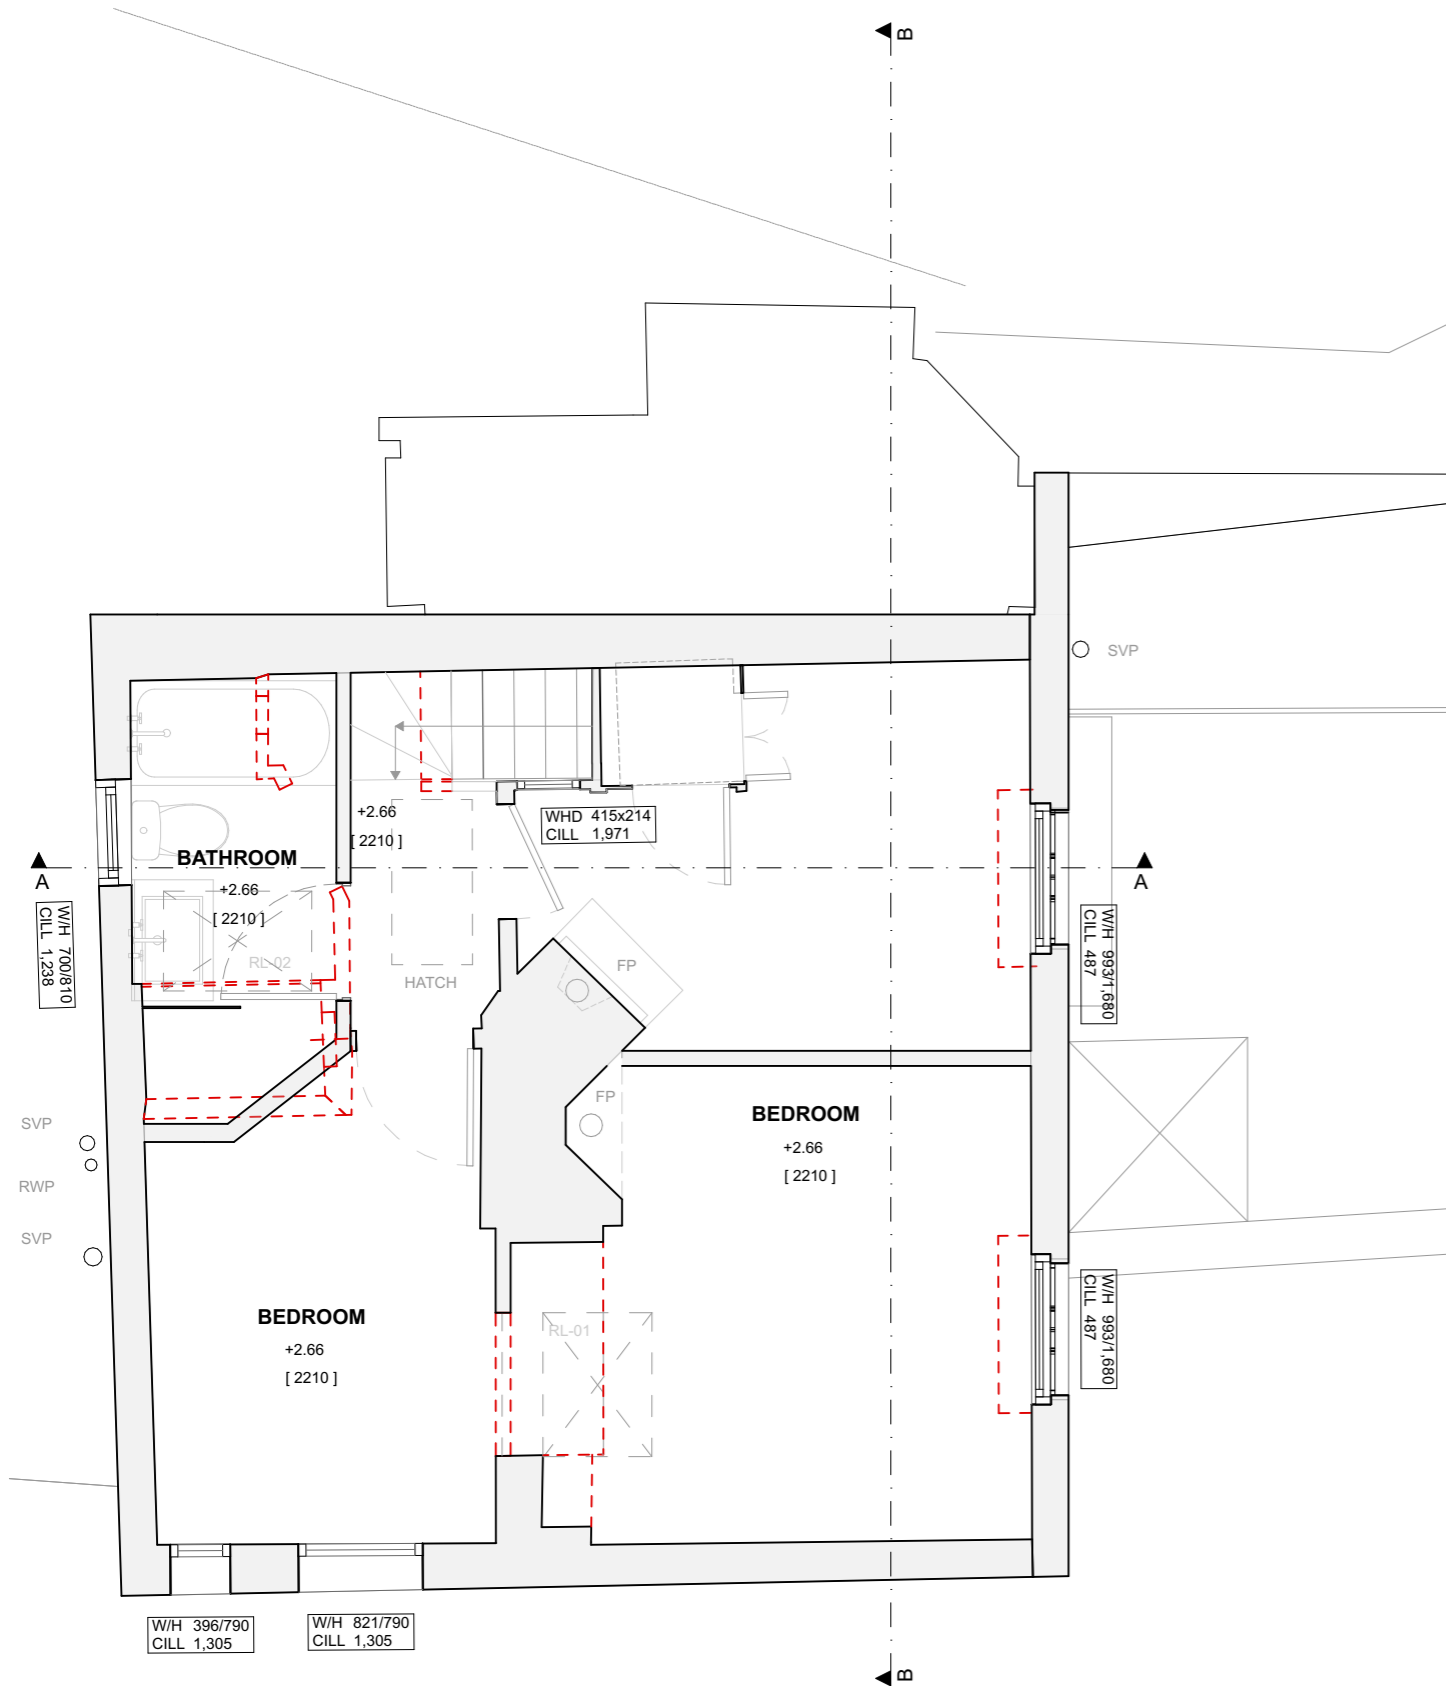 B
SVP
+2.66
[ 2210 ]
WHD 415x214
CILL 1,971
BATHROOM
+2.66
[ 2210 ]
A
A
W/H 700/810
CILL 1,238
W/H 993/1,680
CILL 487
RL-02
HATCH
FP
FP
BEDROOM
+2.66
[ 2210 ]
SVP
RWP
SVP
BEDROOM
+2.66
[ 2210 ]
RL-01
W/H 993/1,680
CILL 487
W/H 396/790
CILL 1,305
W/H 821/790
CILL 1,305
B